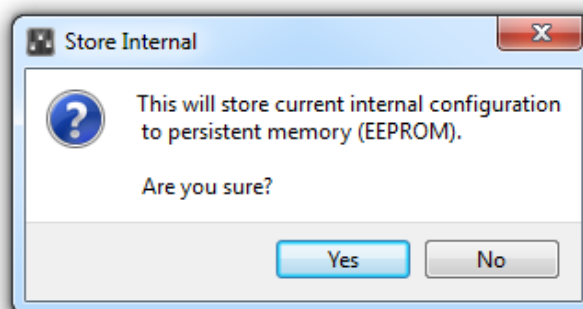 Store Internal
This will store current internal configuration
to persistent memory (EEPROM).
Are you sure?
Yes
No